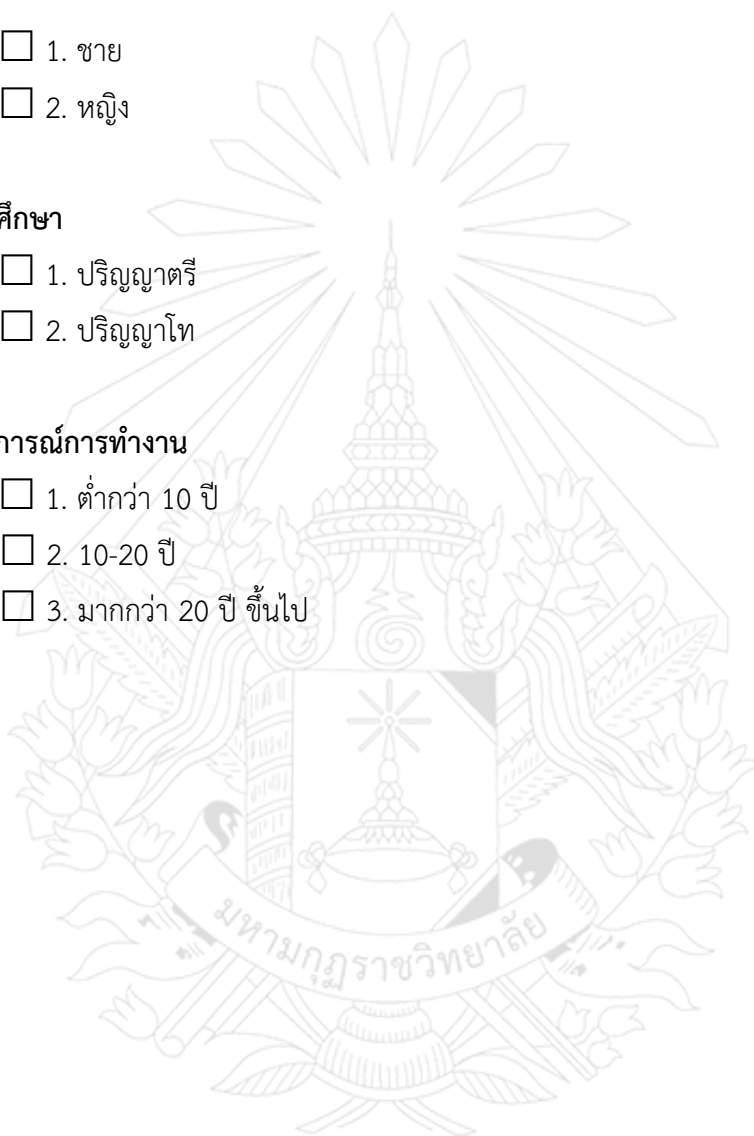 ☐ 1. ชาย
☐ 2. หญิง
ศึกษา
☐ 1. ปริญญาตรี
☐ 2. ปริญญาโท
การณ์การทำงาน
☐ 1. ต่ำกว่า 10 ปี
☐ 2. 10-20 ปี
☐ 3. มากกว่า 20 ปี ขึ้นไป
มหามกุฏราชวิทยาลัย